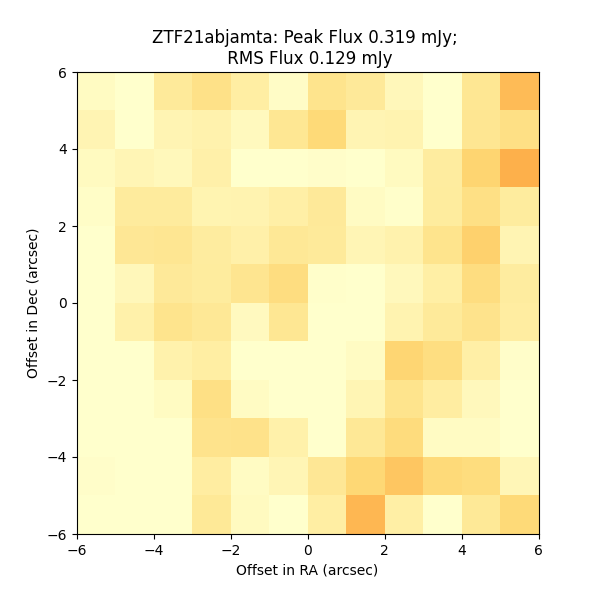 ZTF21abjamta: Peak Flux 0.319 mJy;
RMS Flux 0.129 mJy
6
4
2
0
−2
−4
−6
Offset in Dec (arcsec)
−6 −4 −2 0 2 4 6
Offset in RA (arcsec)